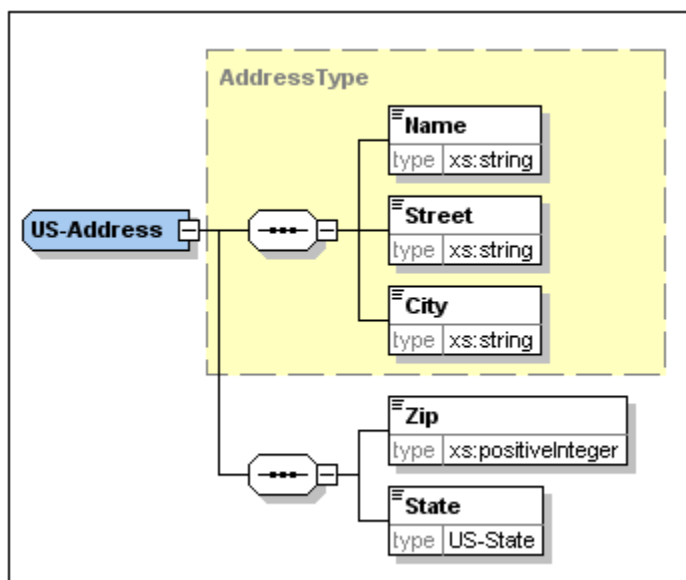 AddressType
Name
type xs:string
US-Address
Street
type xs:string
City
type xs:string
Zip
type xs:positiveInteger
State
type US-State